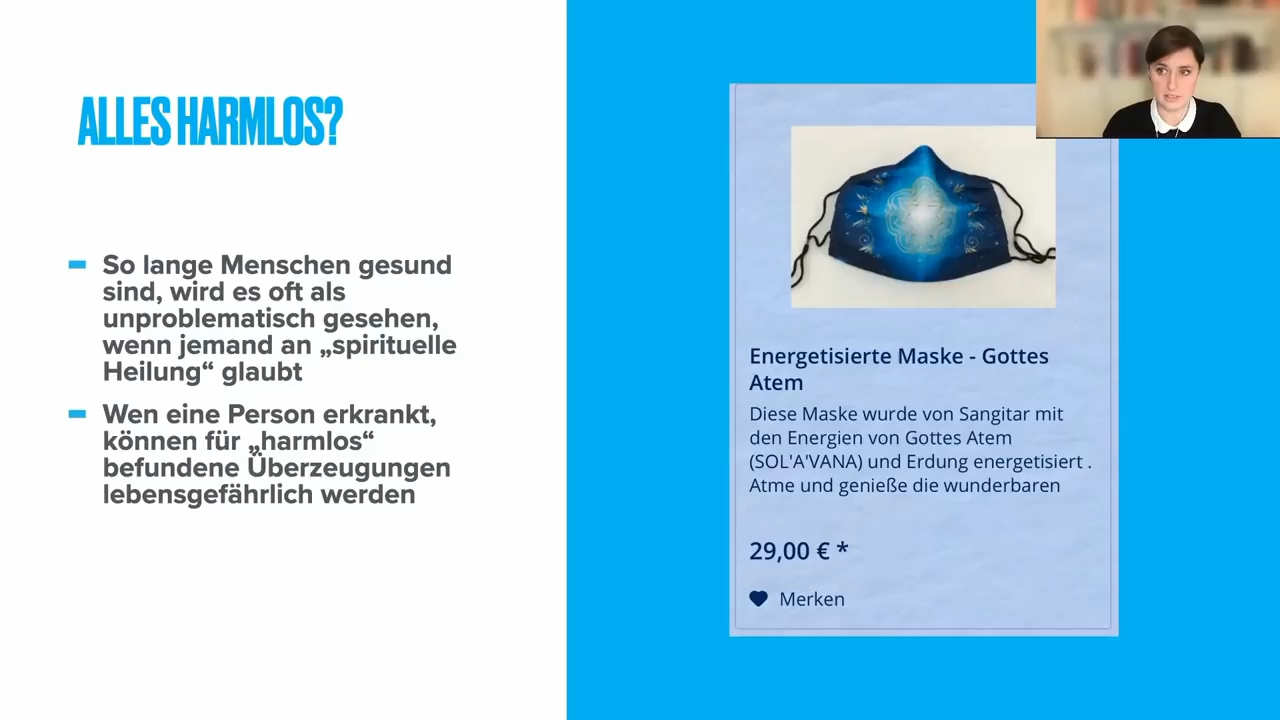 ALLES HARMLOS?
So lange Menschen gesund
sind, wird es oft als
unproblematisch gesehen,
wenn jemand an „spirituelle
Heilung“ glaubt
Wen eine Person erkrankt,
können für „harmlos“
befundene Überzeugungen
lebensgefährlich werden
Energetisierte Maske - Gottes
Atem
Diese Maske wurde von Sangitar mit
den Energien von Gottes Atem
(SOL'A'VANA) und Erdung energetisiert .
Atme und genieße die wunderbaren
29,00 € *
Merken